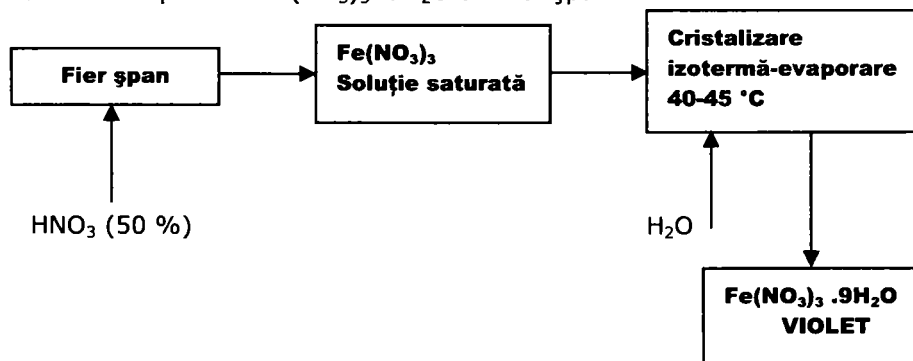 Fier şpan
Fe(NO₃)₃
Soluţie saturată
Cristalizare
izotermă-evaporare
40-45 °C
HNO₃ (50 %)
H₂O
Fe(NO₃)₃ .9H₂O
VIOLET